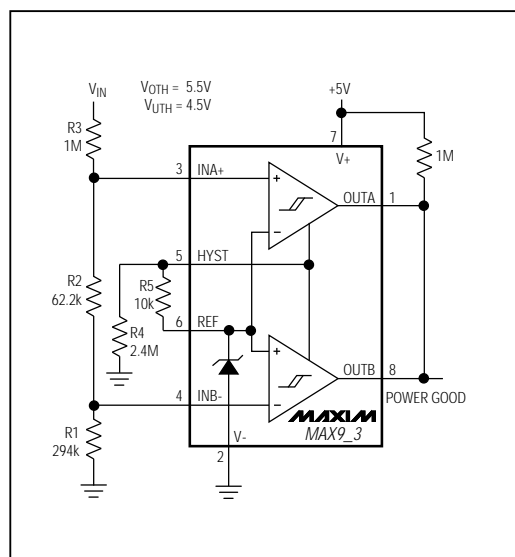 VIN
VOTH = 5.5V
VUTH = 4.5V
+5V
R3
1M
7
V+
1M
3
INA+
+
OUTA
1
−
5
HYST
R2
62.2k
R5
10k
6
REF
R4
2.4M
+
OUTB
8
4
INB-
−
POWER GOOD
R1
294k
V-
MAXIM
MAX9_3
2